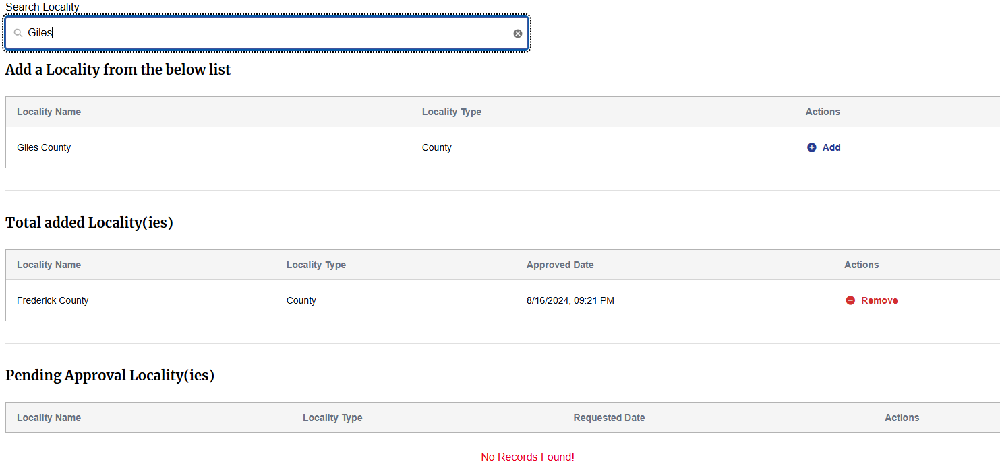 Search Locality
Giles
Add a Locality from the below list
Locality Name Locality Type Actions
Giles County County Add
Total added Locality(ies)
Locality Name Locality Type Approved Date Actions
Frederick County County 8/16/2024, 09:21 PM Remove
Pending Approval Locality(ies)
Locality Name Locality Type Requested Date Actions
No Records Found!